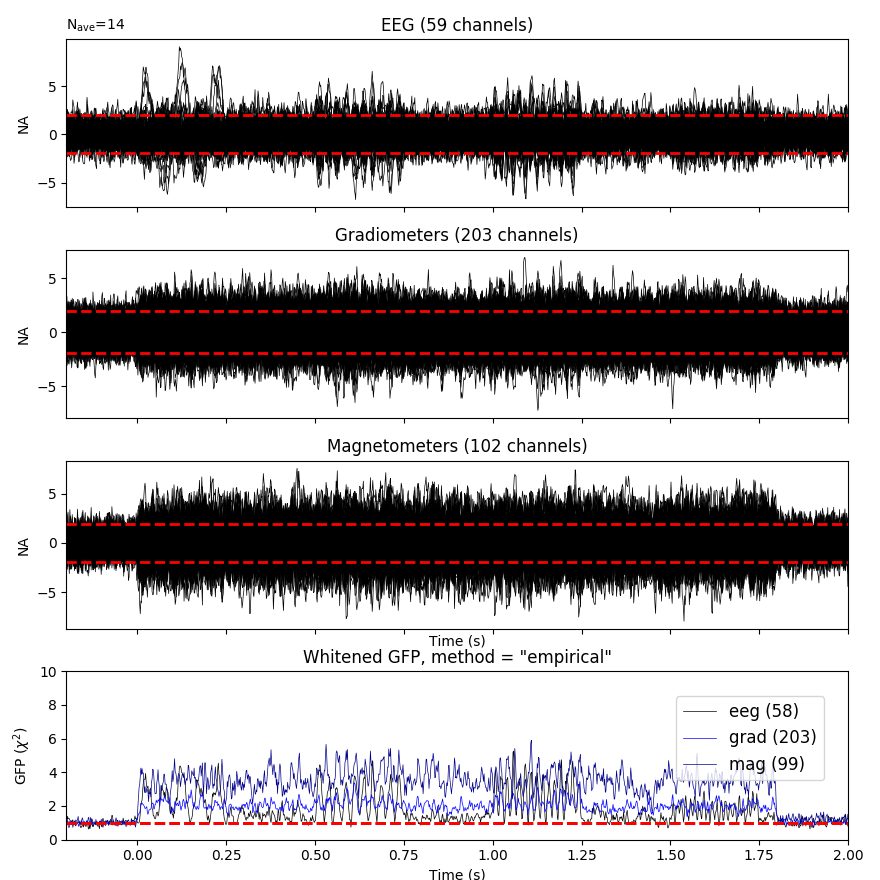 N_ave=14
EEG (59 channels)
5
0
−5
NA
Gradiometers (203 channels)
5
0
−5
NA
Magnetometers (102 channels)
5
0
−5
NA
Time (s)
Whitened GFP, method = "empirical"
10
8
6
4
2
0
GFP (χ²)
eeg (58)
grad (203)
mag (99)
0.00 0.25 0.50 0.75 1.00 1.25 1.50 1.75 2.00
Time (s)